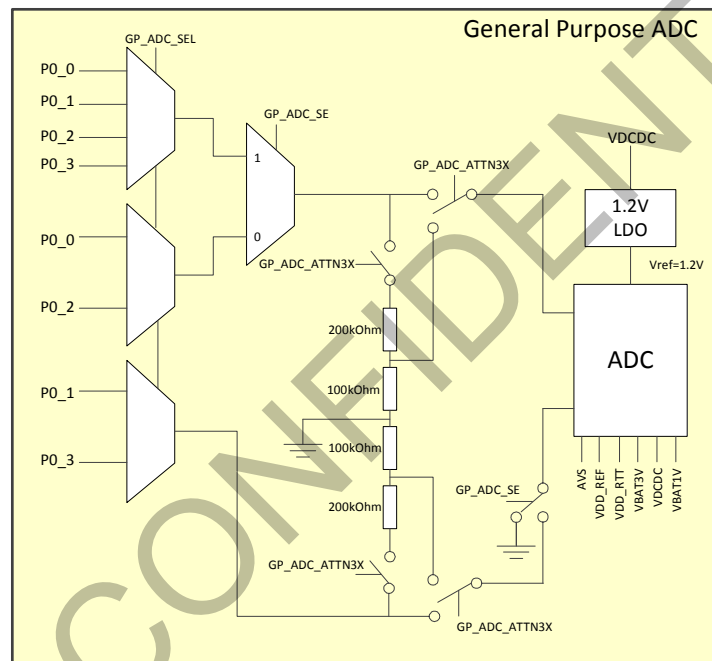 General Purpose ADC
GP_ADC_SEL
P0_0
P0_1
P0_2
P0_3
GP_ADC_SE
1
0
P0_0
P0_2
P0_1
P0_3
GP_ADC_ATTN3X
GP_ADC_ATTN3X
200kOhm
100kOhm
100kOhm
200kOhm
GP_ADC_ATTN3X
GP_ADC_ATTN3X
GP_ADC_SE
VDCDC
1.2V
LDO
Vref=1.2V
ADC
AVS
VDD_REF
VDD_RTT
VBAT3V
VDCDC
VBAT1V
CONFIDENT